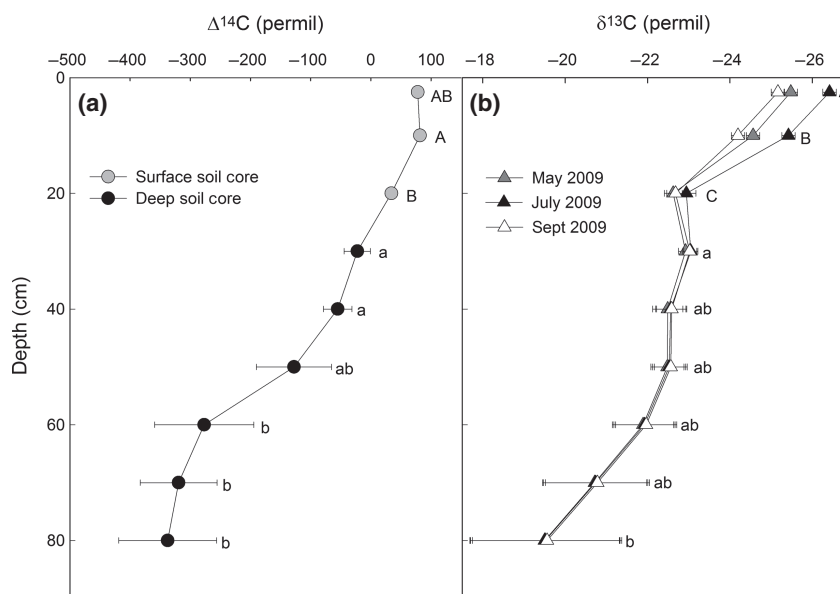 Δ¹⁴C (permil)
δ¹³C (permil)
−500 −400 −300 −200 −100 0 100
−18 −20 −22 −24 −26
0
20
40
60
80
Depth (cm)
(a)
AB
A
B
a
a
ab
b
b
b
Surface soil core
Deep soil core
(b)
B
C
a
ab
ab
ab
ab
b
May 2009
July 2009
Sept 2009